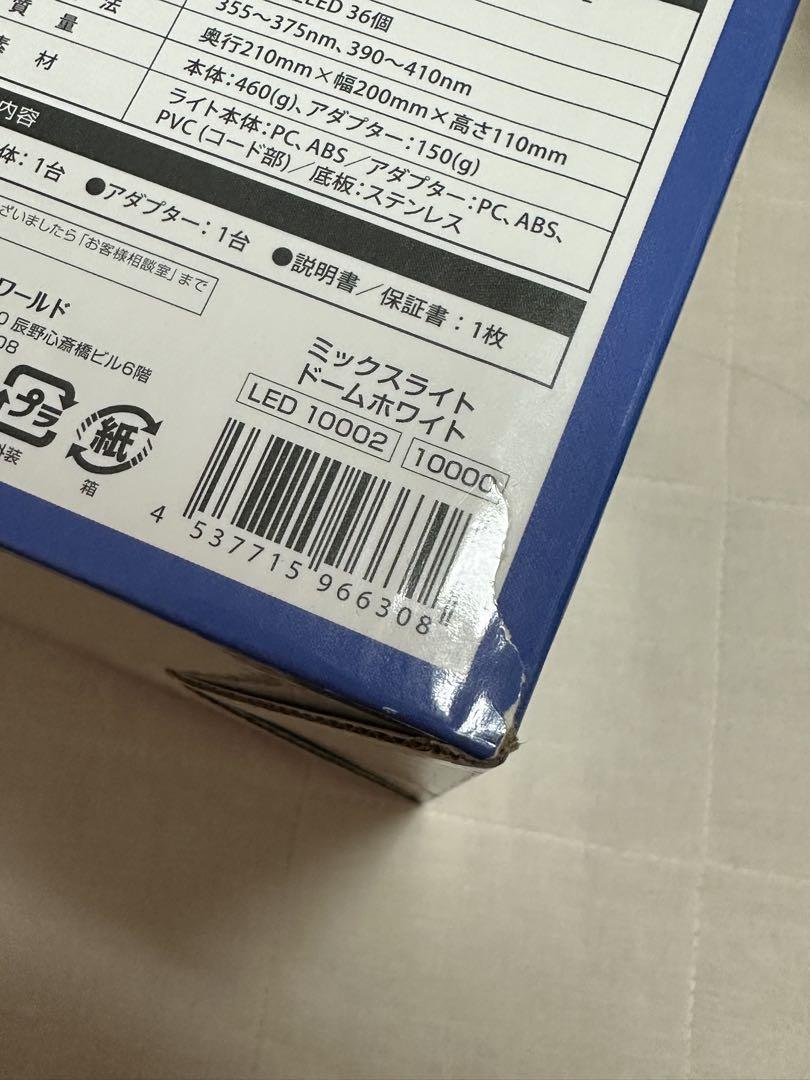 法
LED 36個
質量
355〜375nm、390〜410nm
素材
奥行210mm×幅200mm×高さ110mm
本体：460(g)、アダプター：150(g)
ライト本体：PC、ABS／アダプター：PC、ABS、
PVC（コード部）／底板：ステンレス
内容
体：1台 ●アダプター：1台 ●説明書／保証書：1枚
ざいましたら「お客様相談室」まで
ワールド
0 辰野心斎橋ビル6階
08
プラ
紙
箱
ミックスライト
ドームホワイト
LED 10002
10000
4 537715 966308